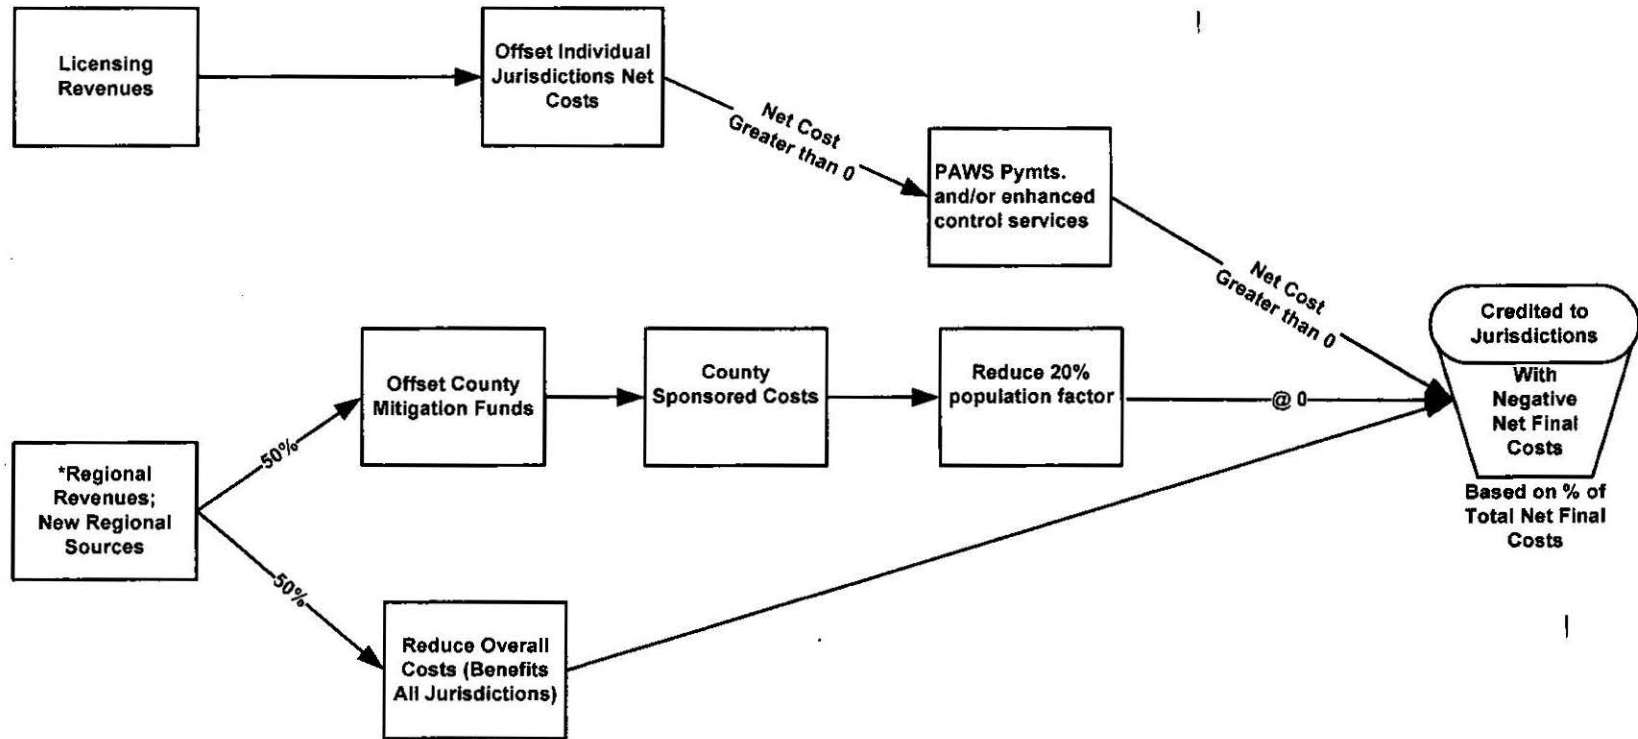 Licensing
Revenues
Offset Individual
Jurisdictions Net
Costs
Net Cost
Greater than 0
PAWS Pymts.
and/or enhanced
control services
Net Cost
Greater than 0
Credited to
Jurisdictions
With
Negative
Net Final
Costs
Based on % of
Total Net Final
Costs
*Regional
Revenues;
New Regional
Sources
50%
Offset County
Mitigation Funds
County
Sponsored Costs
Reduce 20%
population factor
@ 0
50%
Reduce Overall
Costs (Benefits
All Jurisdictions)